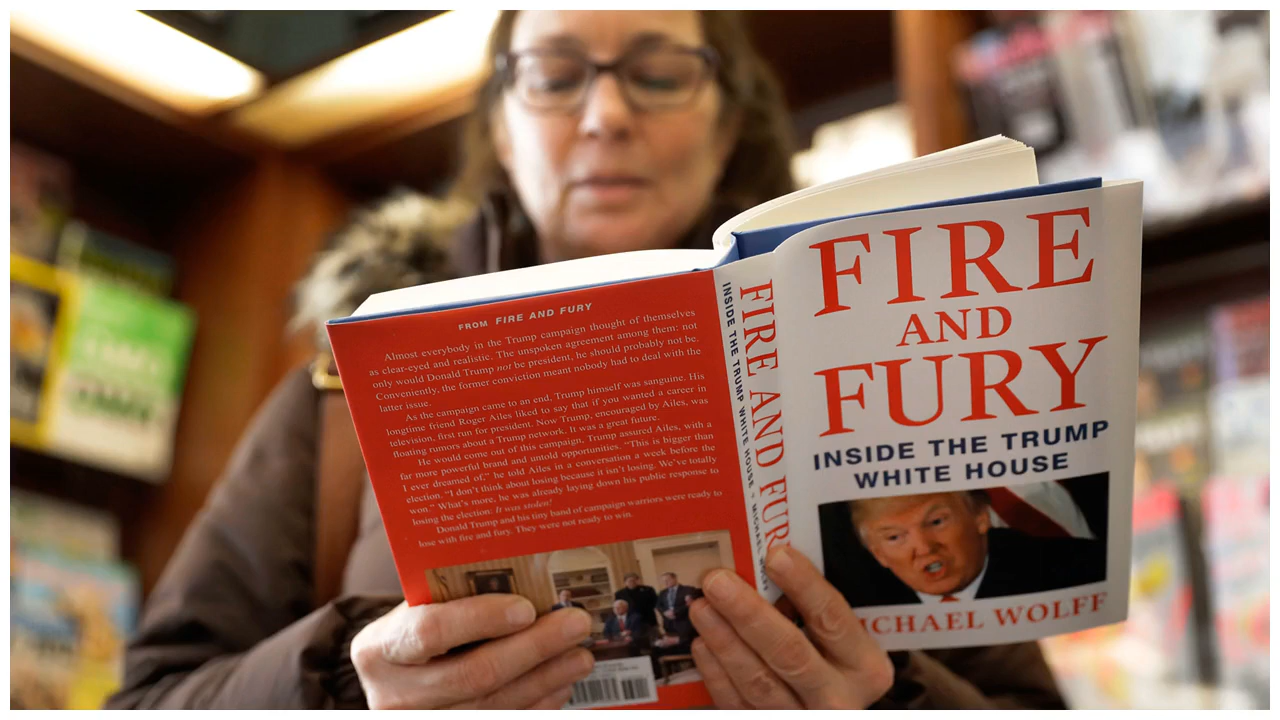 FROM FIRE AND FURY
Almost everybody in the Trump campaign thought of themselves
as clear-eyed and realistic. The unspoken agreement among them: not
only would Donald Trump not be president, he should probably not be.
Conveniently, the former conviction meant nobody had to deal with the
latter issue.
As the campaign came to an end, Trump himself was sanguine. His
longtime friend Roger Ailes liked to say that if you wanted a career in
television, first run for president. Now Trump, encouraged by Ailes, was
floating rumors about a Trump network. It was a great future.
He would come out of this campaign, Trump assured Ailes, with a
far more powerful brand and untold opportunities. "This is bigger than
I ever dreamed of," he told Ailes in a conversation a week before the
election. "I don't think about losing because it isn't losing. We've totally
won." What's more, he was already laying down his public response to
losing the election: It was stolen!
Donald Trump and his tiny band of campaign warriors were ready to
lose with fire and fury. They were not ready to win.
INSIDE THE TRUMP WHITE HOUSE • MICHAEL
FIRE AND FUR
FIRE
AND
FURY
INSIDE THE TRUMP
WHITE HOUSE
ICHAEL WOLFF